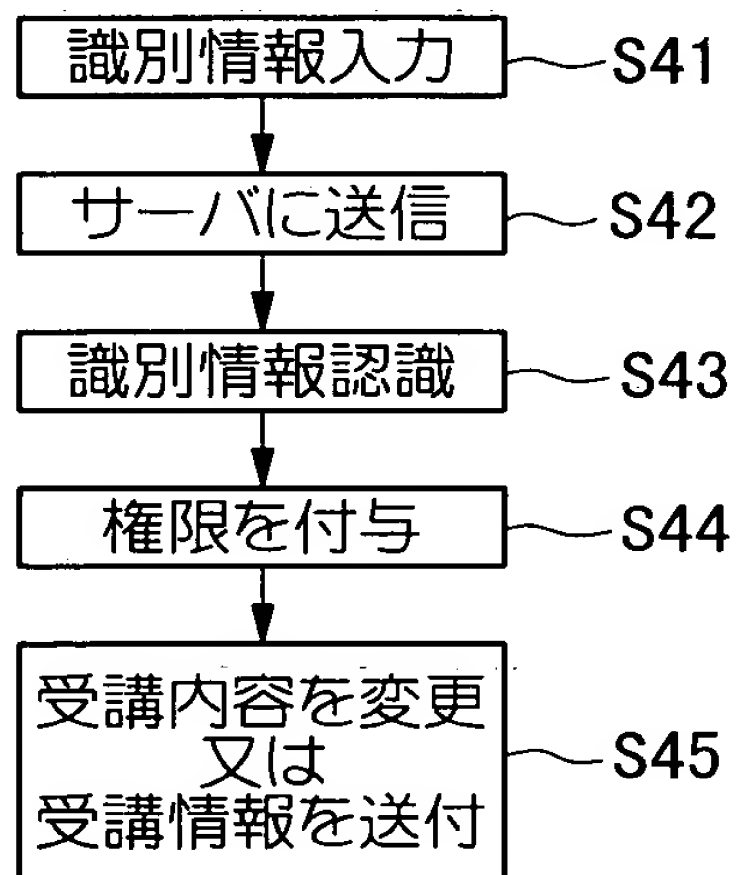 識別情報入力 S41
サーバに送信 S42
識別情報認識 S43
権限を付与 S44
受講内容を変更
又は S45
受講情報を送付